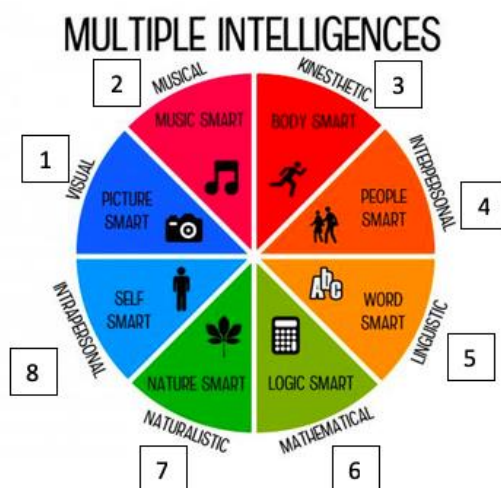 MULTIPLE INTELLIGENCES
2
MUSICAL
MUSIC SMART
KINESTHETIC
3
BODY SMART
1
VISUAL
PICTURE
SMART
INTERPERSONAL
4
PEOPLE
SMART
8
INTRAPERSONAL
SELF
SMART
Abc
WORD
SMART
LINGUISTIC
5
NATURE SMART
NATURALISTIC
7
LOGIC SMART
MATHEMATICAL
6